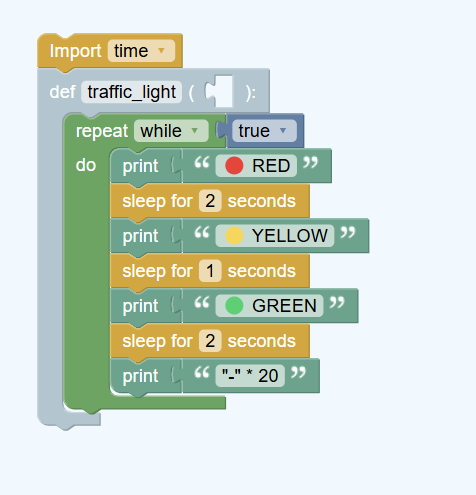 Import time
def traffic_light ( ):
repeat while true
do print “ 🔴 RED ”
sleep for 2 seconds
print “ 🟡 YELLOW ”
sleep for 1 seconds
print “ 🟢 GREEN ”
sleep for 2 seconds
print “ "-" * 20 ”